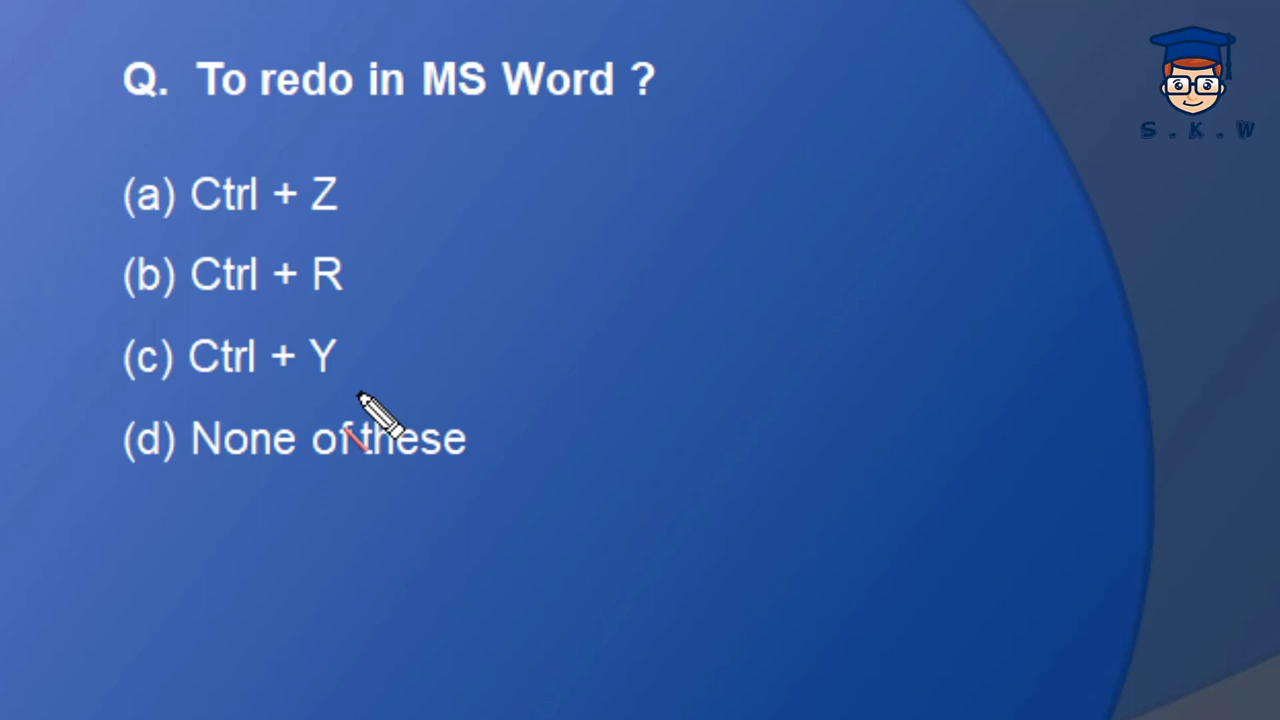 Q. To redo in MS Word ?
S . K . W
(a) Ctrl + Z
(b) Ctrl + R
(c) Ctrl + Y
(d) None of these